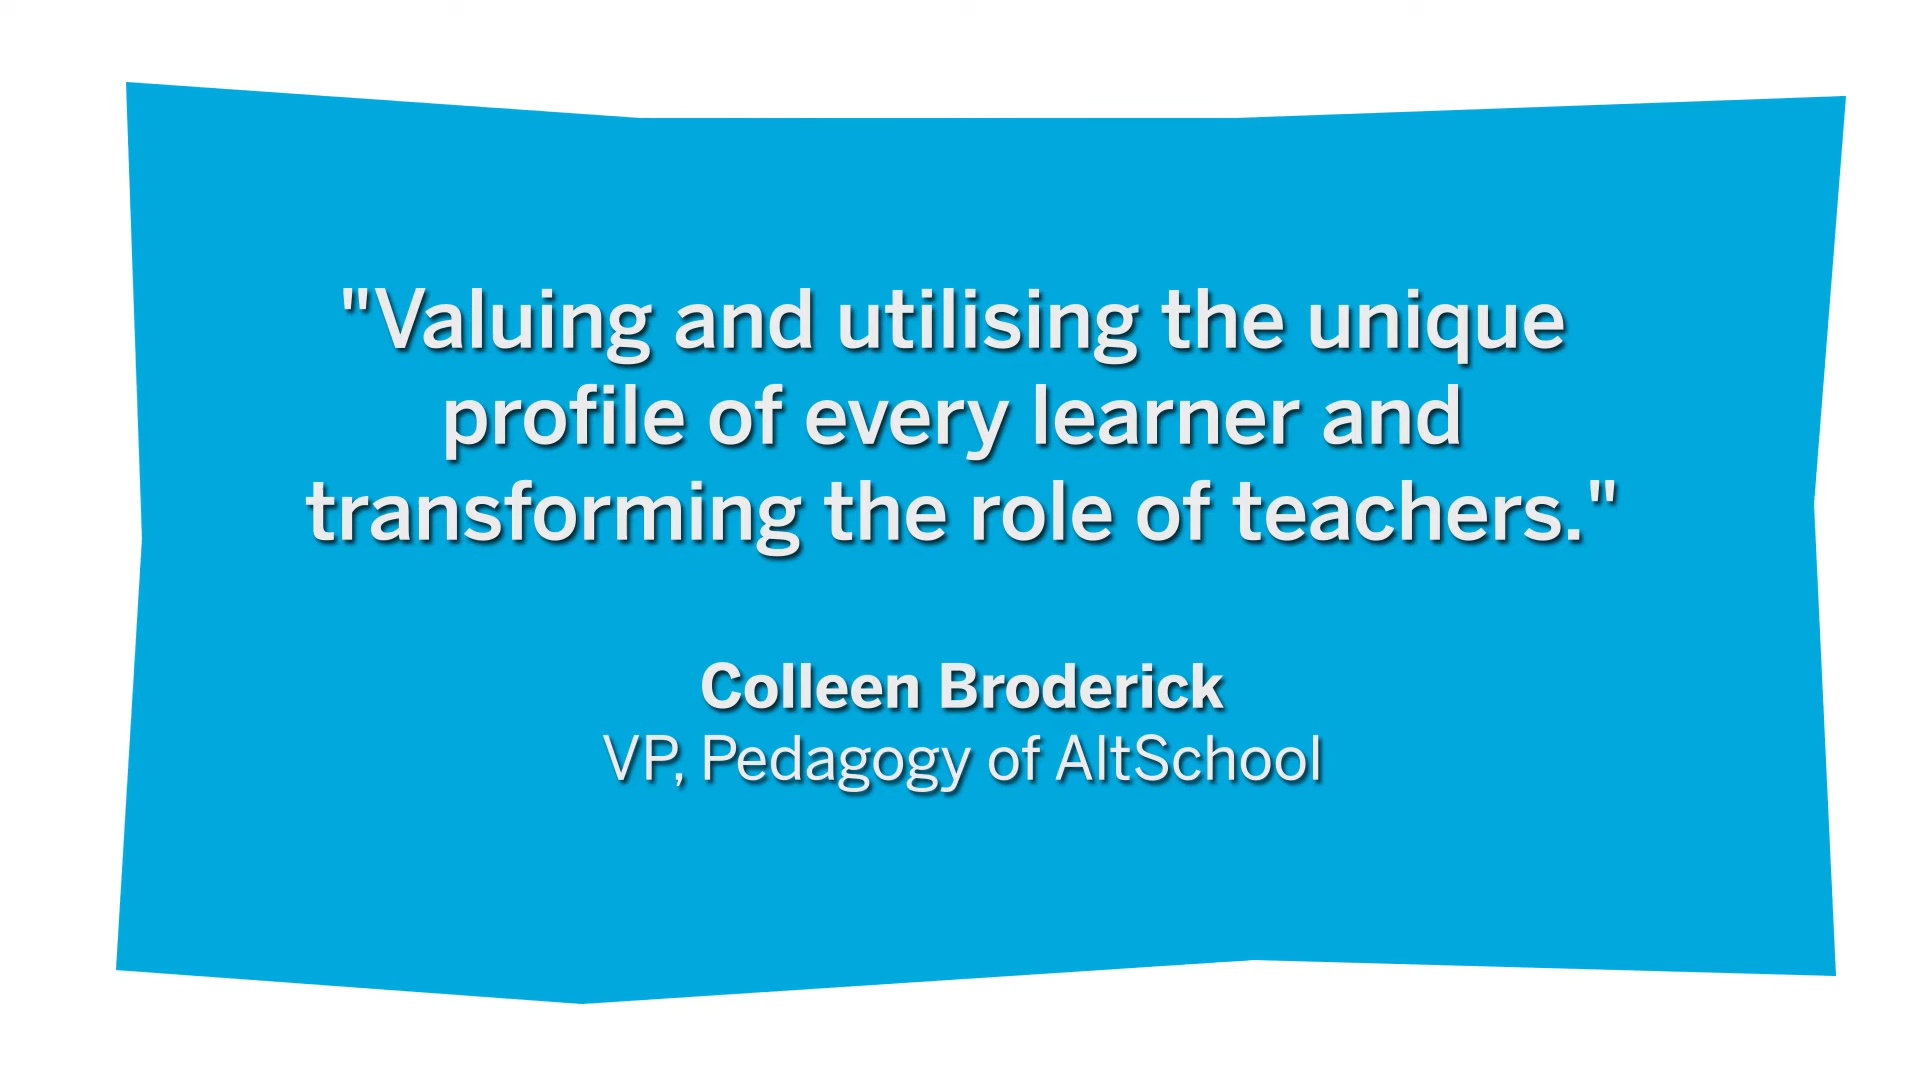 "Valuing and utilising the unique
profile of every learner and
transforming the role of teachers."
Colleen Broderick
VP, Pedagogy of AltSchool